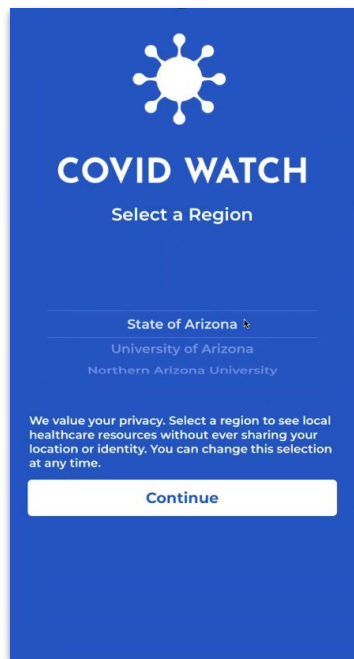 COVID WATCH
Select a Region
State of Arizona
University of Arizona
Northern Arizona University
We value your privacy. Select a region to see local
healthcare resources without ever sharing your
location or identity. You can change this selection
at any time.
Continue